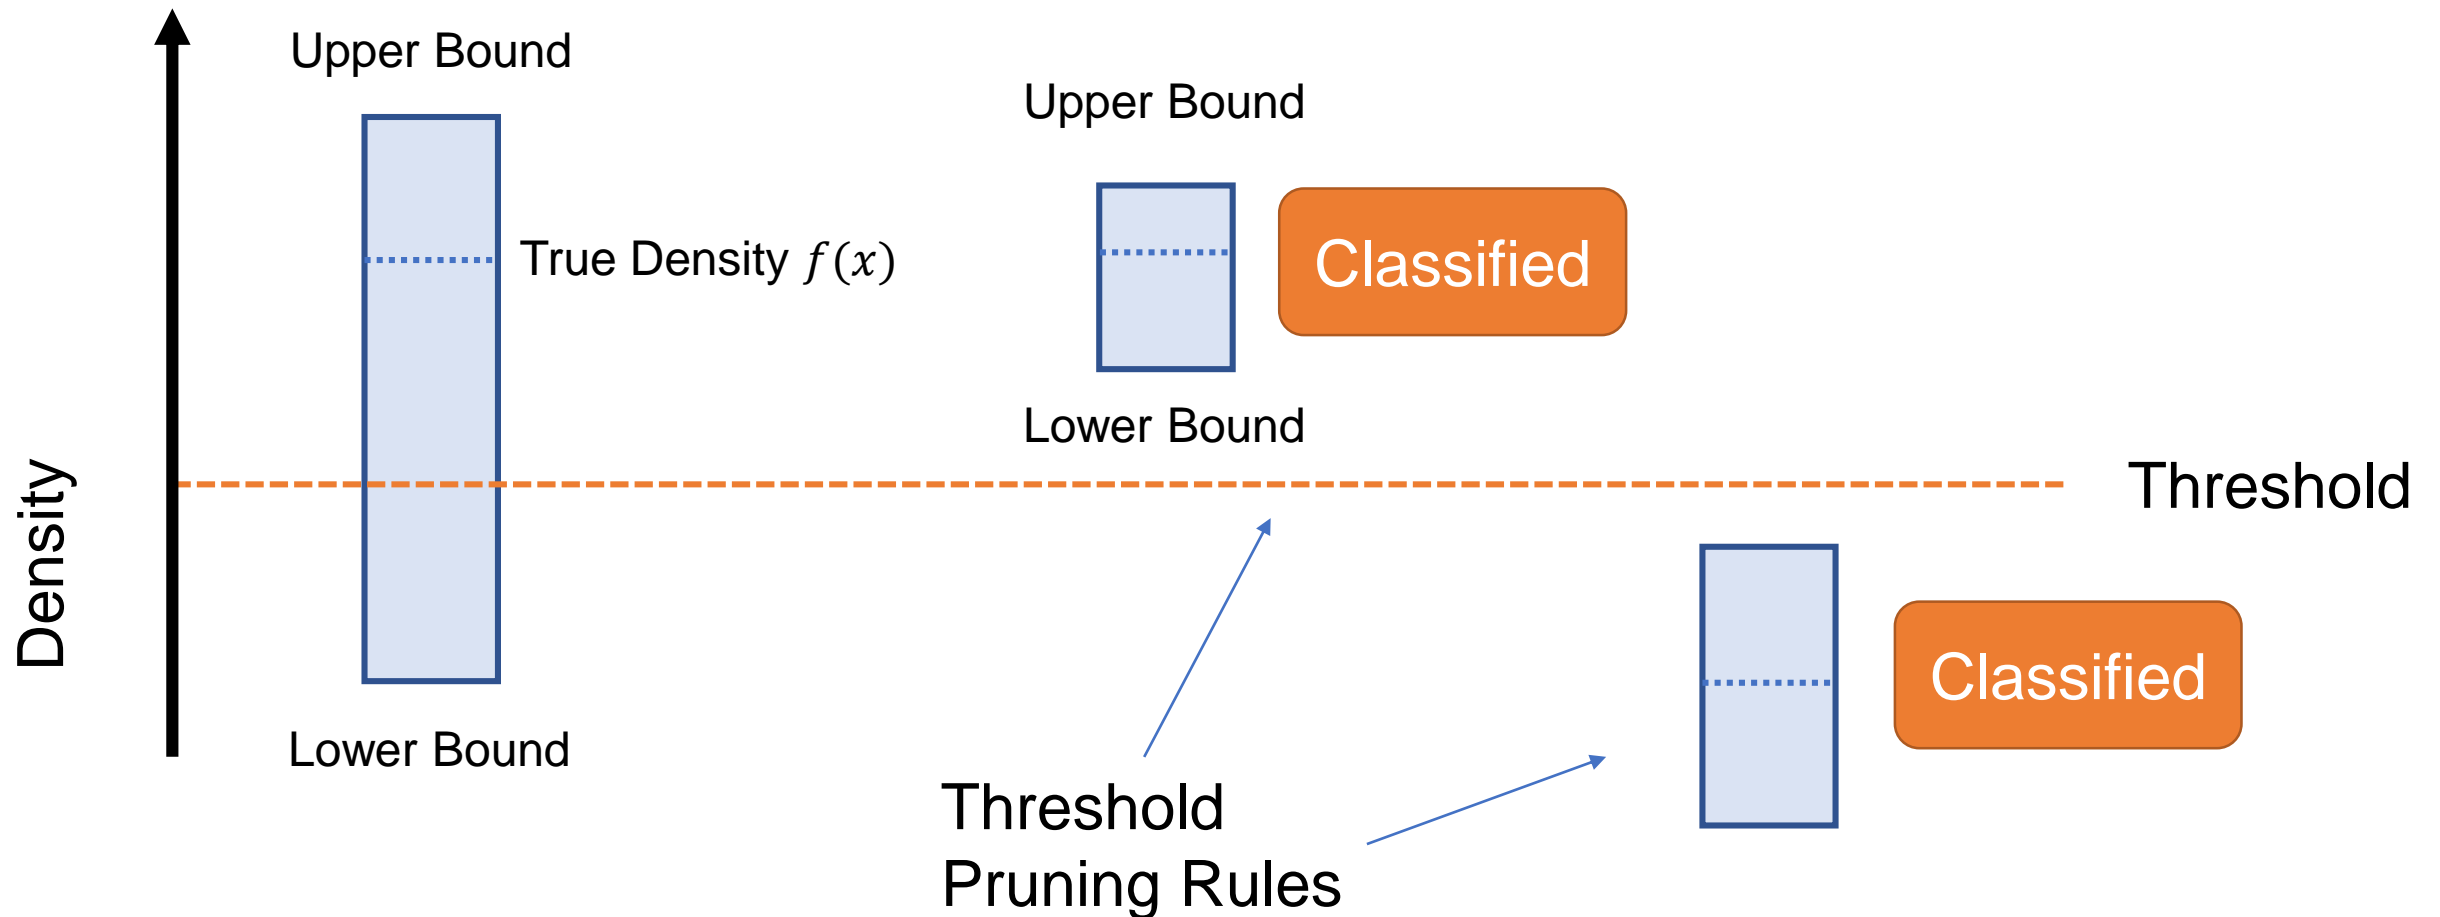 Upper Bound
Upper Bound
True Density f(x)
Classified
Lower Bound
Threshold
Density
Classified
Lower Bound
Threshold
Pruning Rules